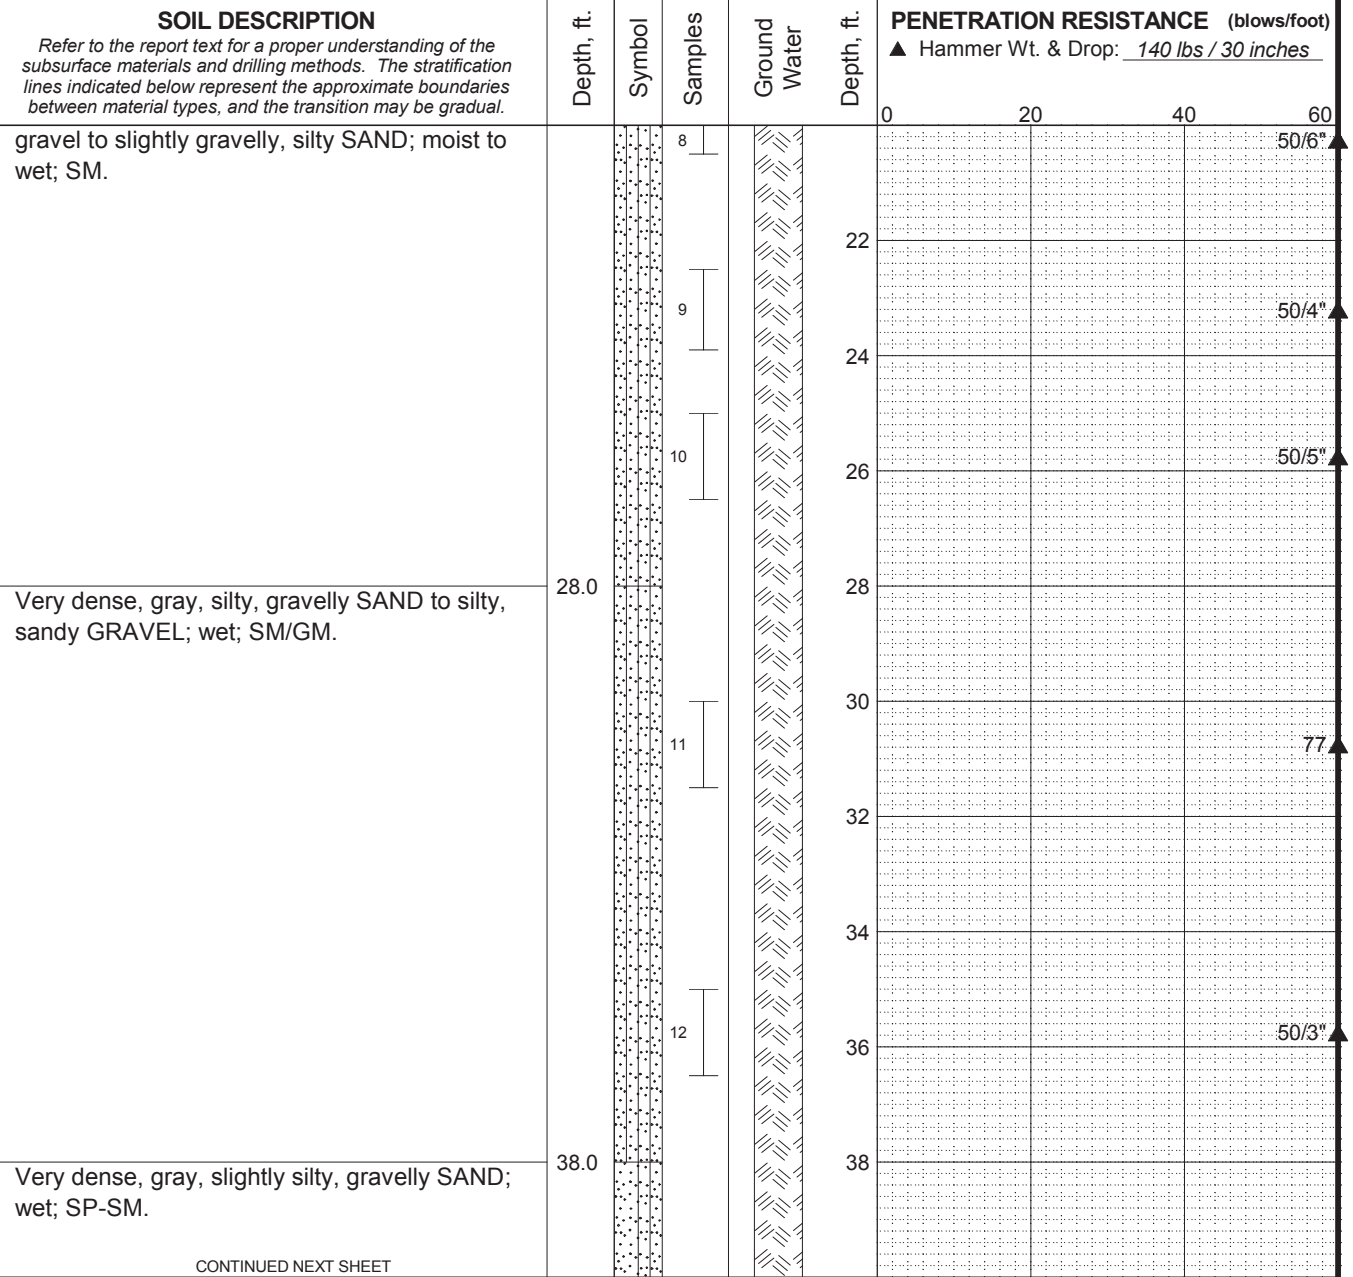 SOIL DESCRIPTION
Refer to the report text for a proper understanding of the
subsurface materials and drilling methods. The stratification
lines indicated below represent the approximate boundaries
between material types, and the transition may be gradual.
Depth, ft.
Symbol
Samples
Ground
Water
Depth, ft.
PENETRATION RESISTANCE (blows/foot)
▲ Hammer Wt. & Drop: 140 lbs / 30 inches
0 20 40 60
gravel to slightly gravelly, silty SAND; moist to
wet; SM.
8
50/6"
22
9
50/4"
24
10
50/5"
26
28.0
28
Very dense, gray, silty, gravelly SAND to silty,
sandy GRAVEL; wet; SM/GM.
30
11
77
32
34
12
50/3"
36
38.0
38
Very dense, gray, slightly silty, gravelly SAND;
wet; SP-SM.
CONTINUED NEXT SHEET